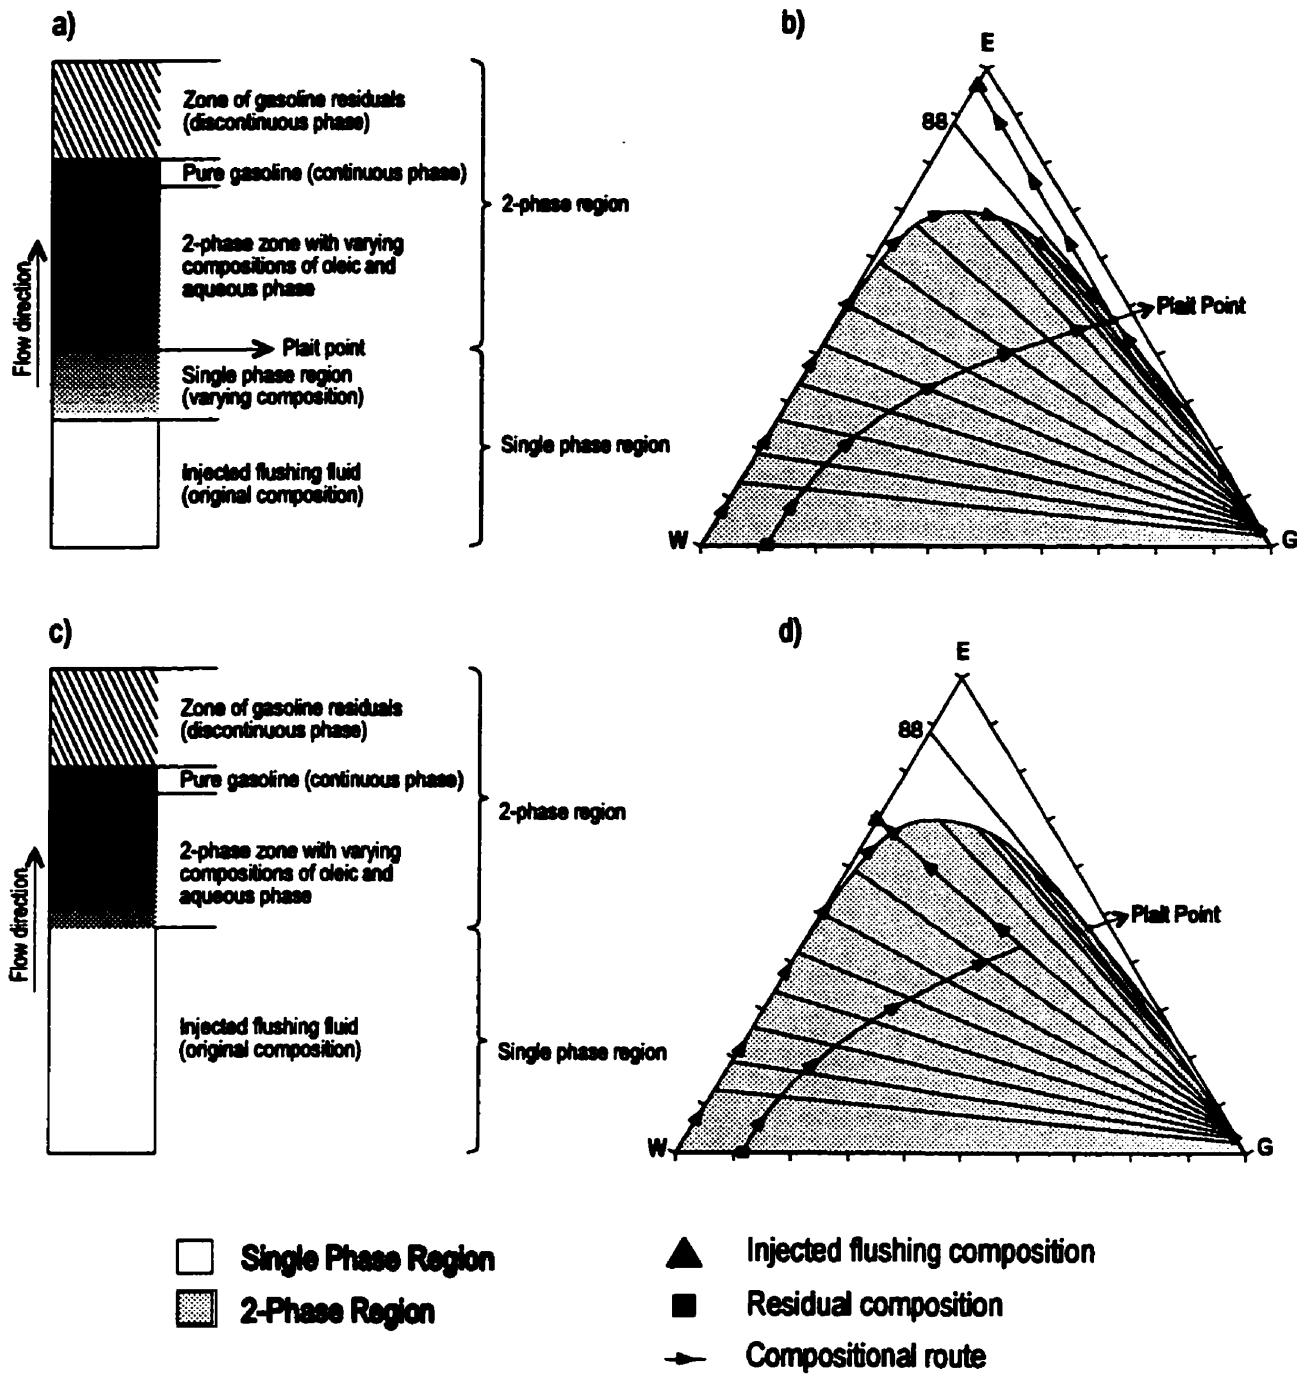 a)
Zone of gasoline residuals
(discontinuous phase)
Pure gasoline (continuous phase)
2-phase region
2-phase zone with varying
compositions of oleic and
aqueous phase
Flow direction
Plait point
Single phase region
(varying composition)
Single phase region
Injected flushing fluid
(original composition)
b)
E
88
Plait Point
W
G
c)
Zone of gasoline residuals
(discontinuous phase)
Pure gasoline (continuous phase)
2-phase region
2-phase zone with varying
compositions of oleic and
aqueous phase
Flow direction
Injected flushing fluid
(original composition)
Single phase region
d)
E
88
Plait Point
W
G
Single Phase Region
2-Phase Region
Injected flushing composition
Residual composition
Compositional route